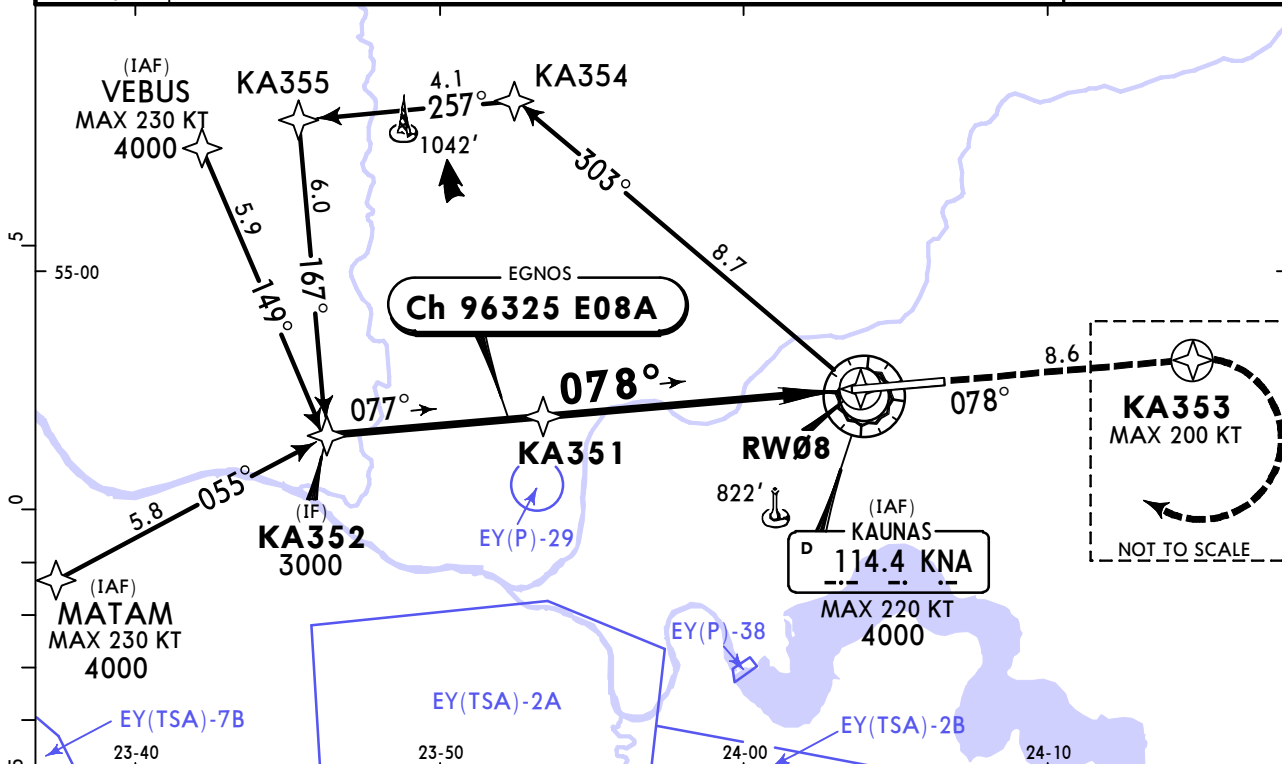 (IAF)
VEBUS
MAX 230 KT
4000
KA355
4.1
257°
KA354
1042'
303°
8.7
6.0
167°
5.9
149°
5
55-00
EGNOS
Ch 96325 E08A
078°
077°
KA351
RWØ8
8.6
078°
KA353
MAX 200 KT
NOT TO SCALE
0
055°
5.8
(IF)
KA352
3000
EY(P)-29
822'
(IAF)
KAUNAS
D 114.4 KNA
MAX 220 KT
4000
(IAF)
MATAM
MAX 230 KT
4000
EY(P)-38
EY(TSA)-7B
EY(TSA)-2A
EY(TSA)-2B
5
23-40
23-50
24-00
24-10